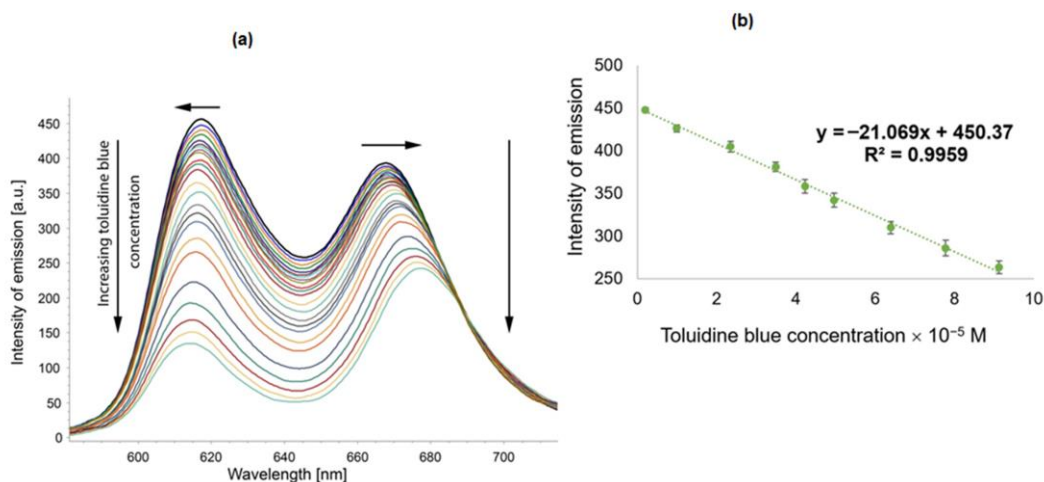 (a)
Intensity of emission [a.u.]
450
400
350
300
250
200
150
100
50
0
Increasing toluidine blue
concentration
600
620
640
660
680
700
Wavelength [nm]
(b)
Intensity of emission
500
450
400
350
300
250
y = −21.069x + 450.37
R² = 0.9959
0
2
4
6
8
10
Toluidine blue concentration × 10⁻⁵ M